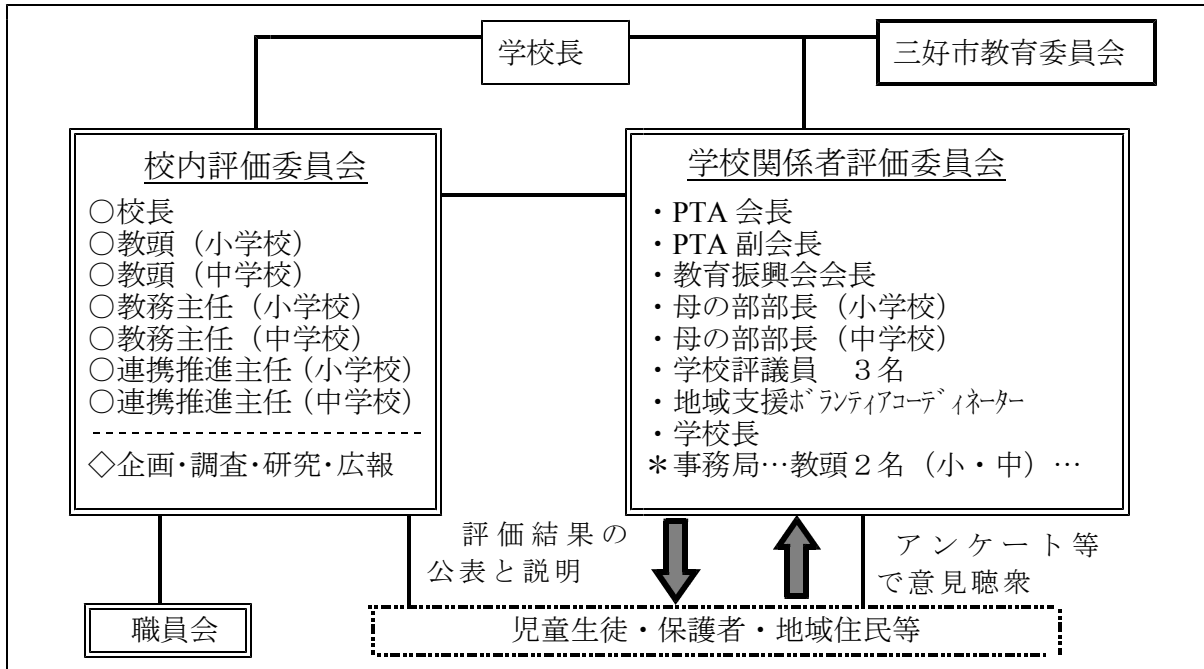 学校長
三好市教育委員会
校内評価委員会
○校長
○教頹（小学校）
○教頭（中学校）
○教務主任（小学校）
○教務主任（中学校）
○連携推進主任（小学校）
○連携推進主任（中学校）
◇企画・調査・研究・広報
学校関係者評価委員会
・PTA 会長
・PTA 副会長
・教育振興会会長
・母の部部長（小学校）
・母の部部長（中学校）
・学校評議員　３名
・地域支援ﾎﾞﾗﾝﾃｨｱｺｰﾃﾞｨﾈｰﾀｰ
・学校長
＊事務局…教頭２名（小・中）…
評価結果の
公表と説明
アンケート等
で意見聴衆
職員会
児童生徒・保護者・地域住民等